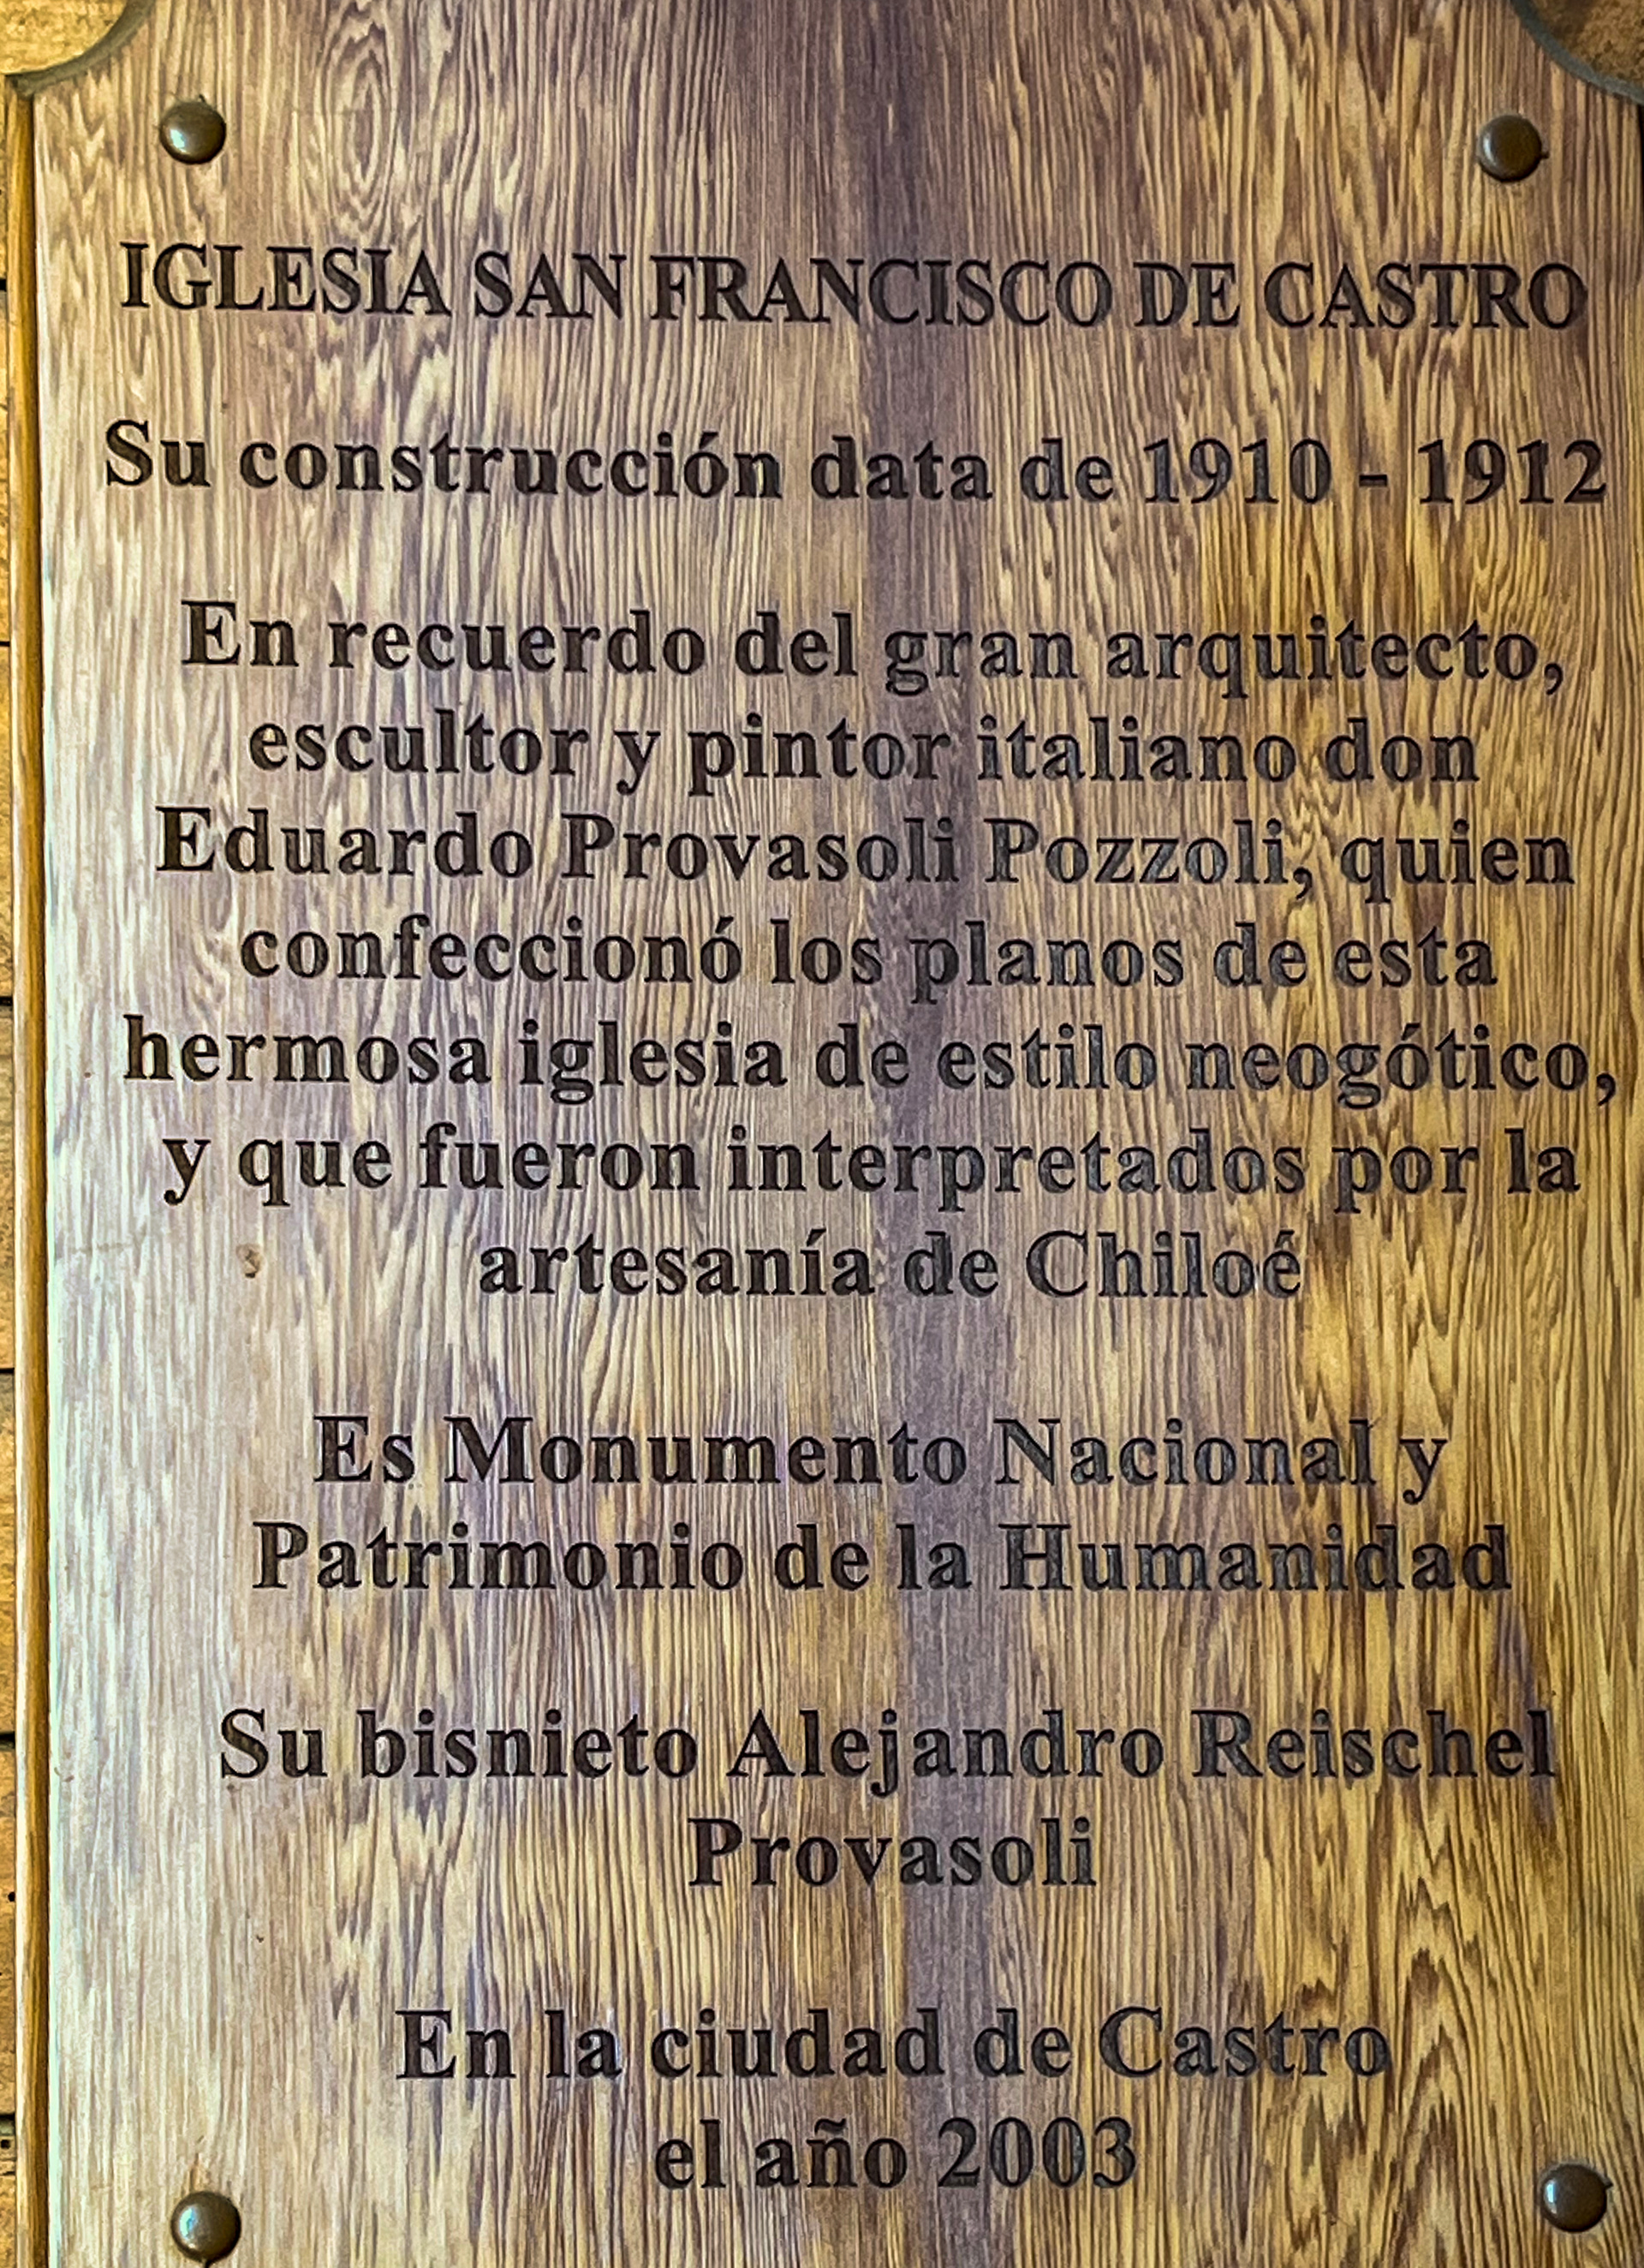 IGLESIA SAN FRANCISCO DE CASTRO
Su construcción data de 1910 - 1912
En recuerdo del gran arquitecto,
escultor y pintor italiano don
Eduardo Provasoli Pozzoli, quien
confeccionó los planos de esta
hermosa iglesia de estilo neogótico,
y que fueron interpretados por la
artesanía de Chiloé
Es Monumento Nacional y
Patrimonio de la Humanidad
Su bisnieto Alejandro Reischel
Provasoli
En la ciudad de Castro
el año 2003